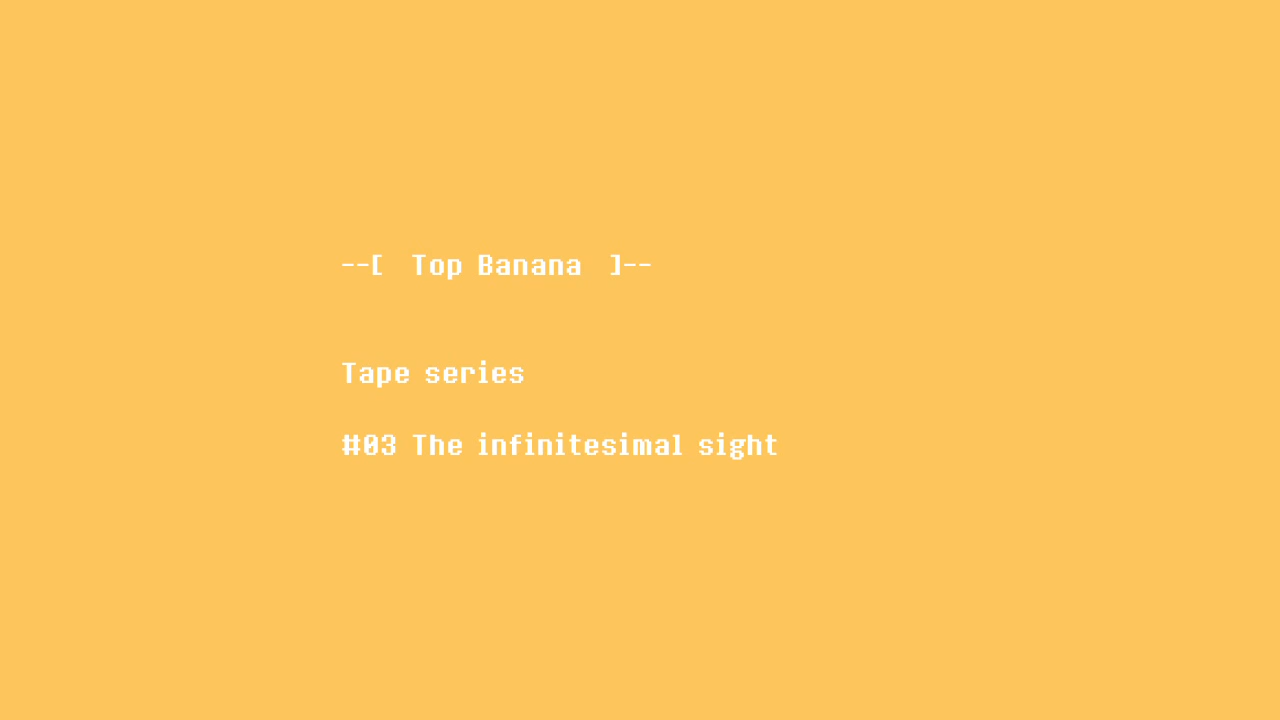 --[  Top Banana  ]--
Tape series
#03 The infinitesimal sight